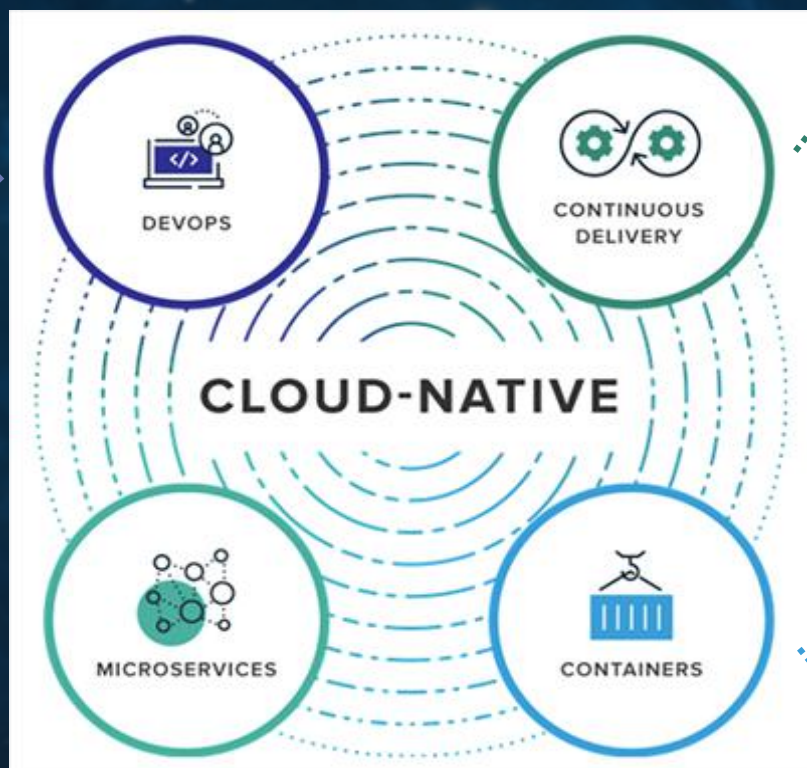 DEVOPS
CONTINUOUS
DELIVERY
CLOUD-NATIVE
MICROSERVICES
CONTAINERS